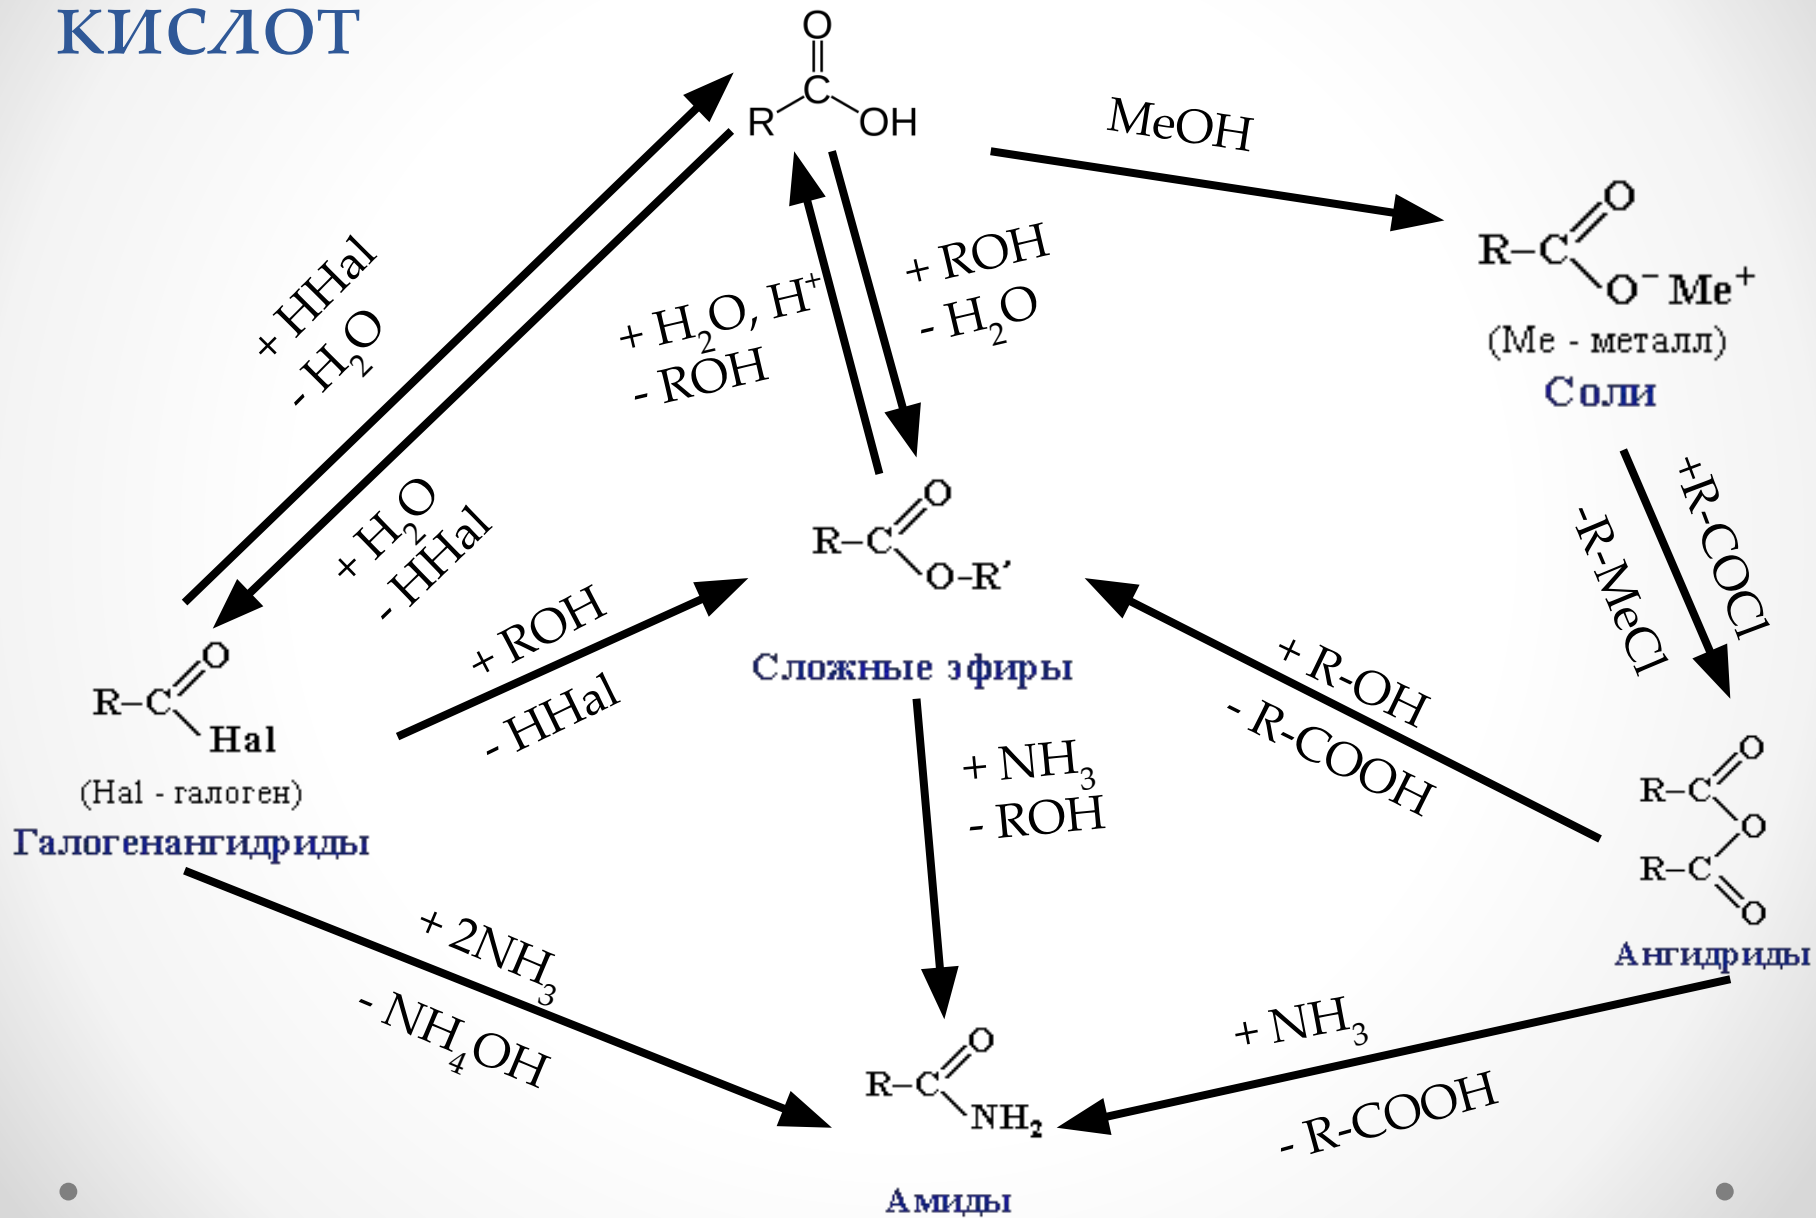 КИСЛОТ
O
C
R
OH
MeOH
O
R–C
O⁻ Me⁺
(Me - металл)
Соли
+ HHal
- H₂O
+ H₂O, H⁺
- ROH
+ ROH
- H₂O
+ H₂O
- HHal
+R-COCl
-R-MeCl
O
R–C
O–R′
Сложные эфиры
+ ROH
- HHal
O
R–C
Hal
(Hal - галоген)
Галогенангидриды
+ R-OH
- R-COOH
+ NH₃
- ROH
O
R–C
O
R–C
O
Ангидриды
+ 2NH₃
- NH₄OH
+ NH₃
- R-COOH
O
R–C
NH₂
Амиды